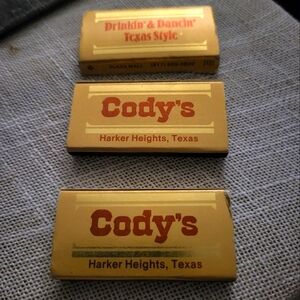 Drinkin' & Dancin'
Texas Style
Cody's
Harker Heights, Texas
Cody's
Harker Heights, Texas